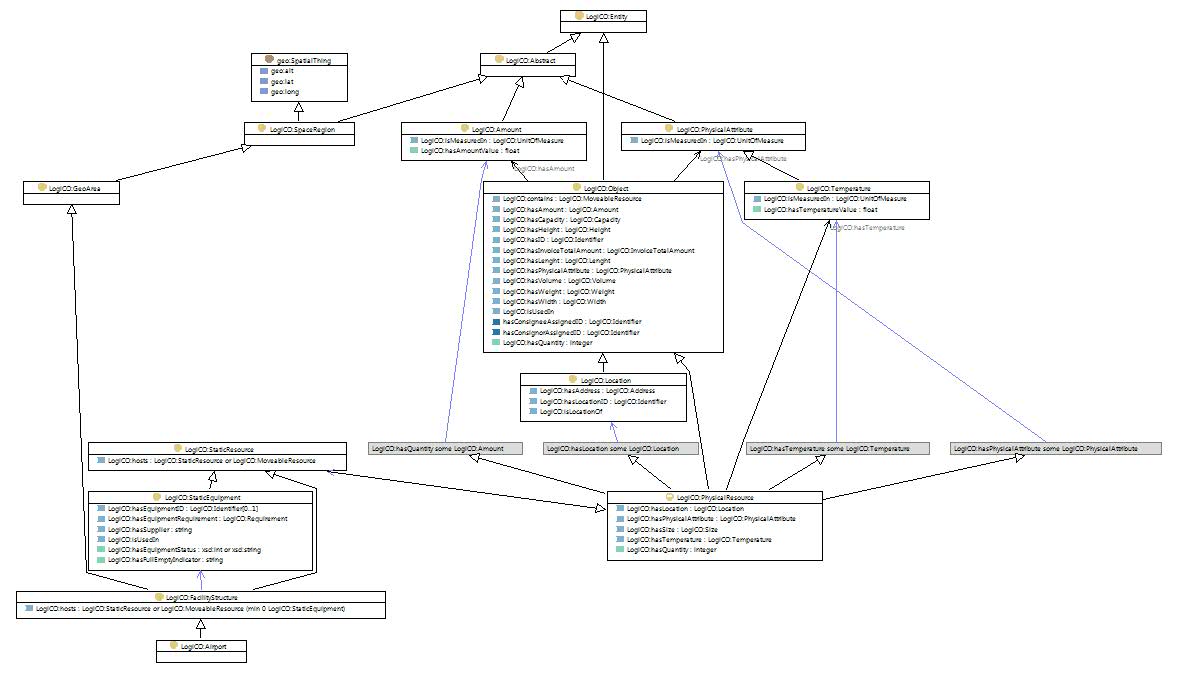 LogiCO:Entity
geo:SpatialThing
geo:alt
geo:lat
geo:long
LogiCO:Abstract
LogiCO:SpaceRegion
LogiCO:Amount
LogiCO:isMeasuredIn : LogiCO:UnitOfMeasure
LogiCO:hasAmountValue : float
LogiCO:PhysicalAttribute
LogiCO:isMeasuredIn : LogiCO:UnitOfMeasure
LogiCO:hasPhysicalAttribute
LogiCO:hasAmount
LogiCO:GeoArea
LogiCO:Object
LogiCO:contains : LogiCO:MoveableResource
LogiCO:hasAmount : LogiCO:Amount
LogiCO:hasCapacity : LogiCO:Capacity
LogiCO:hasHeight : LogiCO:Height
LogiCO:hasID : LogiCO:Identifier
LogiCO:hasInvoiceTotalAmount : LogiCO:InvoiceTotalAmount
LogiCO:hasLenght : LogiCO:Lenght
LogiCO:hasPhysicalAttribute : LogiCO:PhysicalAttribute
LogiCO:hasVolume : LogiCO:Volume
LogiCO:hasWeight : LogiCO:Weight
LogiCO:hasWidth : LogiCO:Width
LogiCO:isUsedIn
hasConsigneeAssignedID : LogiCO:Identifier
hasConsignorAssignedID : LogiCO:Identifier
LogiCO:hasQuantity : integer
LogiCO:Temperature
LogiCO:isMeasuredIn : LogiCO:UnitOfMeasure
LogiCO:hasTemperatureValue : float
LogiCO:hasTemperature
LogiCO:Location
LogiCO:hasAddress : LogiCO:Address
LogiCO:hasLocationID : LogiCO:Identifier
LogiCO:isLocationOf
LogiCO:StaticResource
LogiCO:hosts : LogiCO:StaticResource or LogiCO:MoveableResource
LogiCO:hasQuantity some LogiCO:Amount
LogiCO:hasLocation some LogiCO:Location
LogiCO:hasTemperature some LogiCO:Temperature
LogiCO:hasPhysicalAttribute some LogiCO:PhysicalAttribute
LogiCO:StaticEquipment
LogiCO:hasEquipmentID : LogiCO:Identifier[0..1]
LogiCO:hasEquipmentRequirement : LogiCO:Requirement
LogiCO:hasSupplier : string
LogiCO:isUsedIn
LogiCO:hasEquipmentStatus : xsd:int or xsd:string
LogiCO:hasFullEmptyIndicator : string
LogiCO:PhysicalResource
LogiCO:hasLocation : LogiCO:Location
LogiCO:hasPhysicalAttribute : LogiCO:PhysicalAttribute
LogiCO:hasSize : LogiCO:Size
LogiCO:hasTemperature : LogiCO:Temperature
LogiCO:hasQuantity : integer
LogiCO:FacilityStructure
LogiCO:hosts : LogiCO:StaticResource or LogiCO:MoveableResource (min 0 LogiCO:StaticEquipment)
LogiCO:Airport